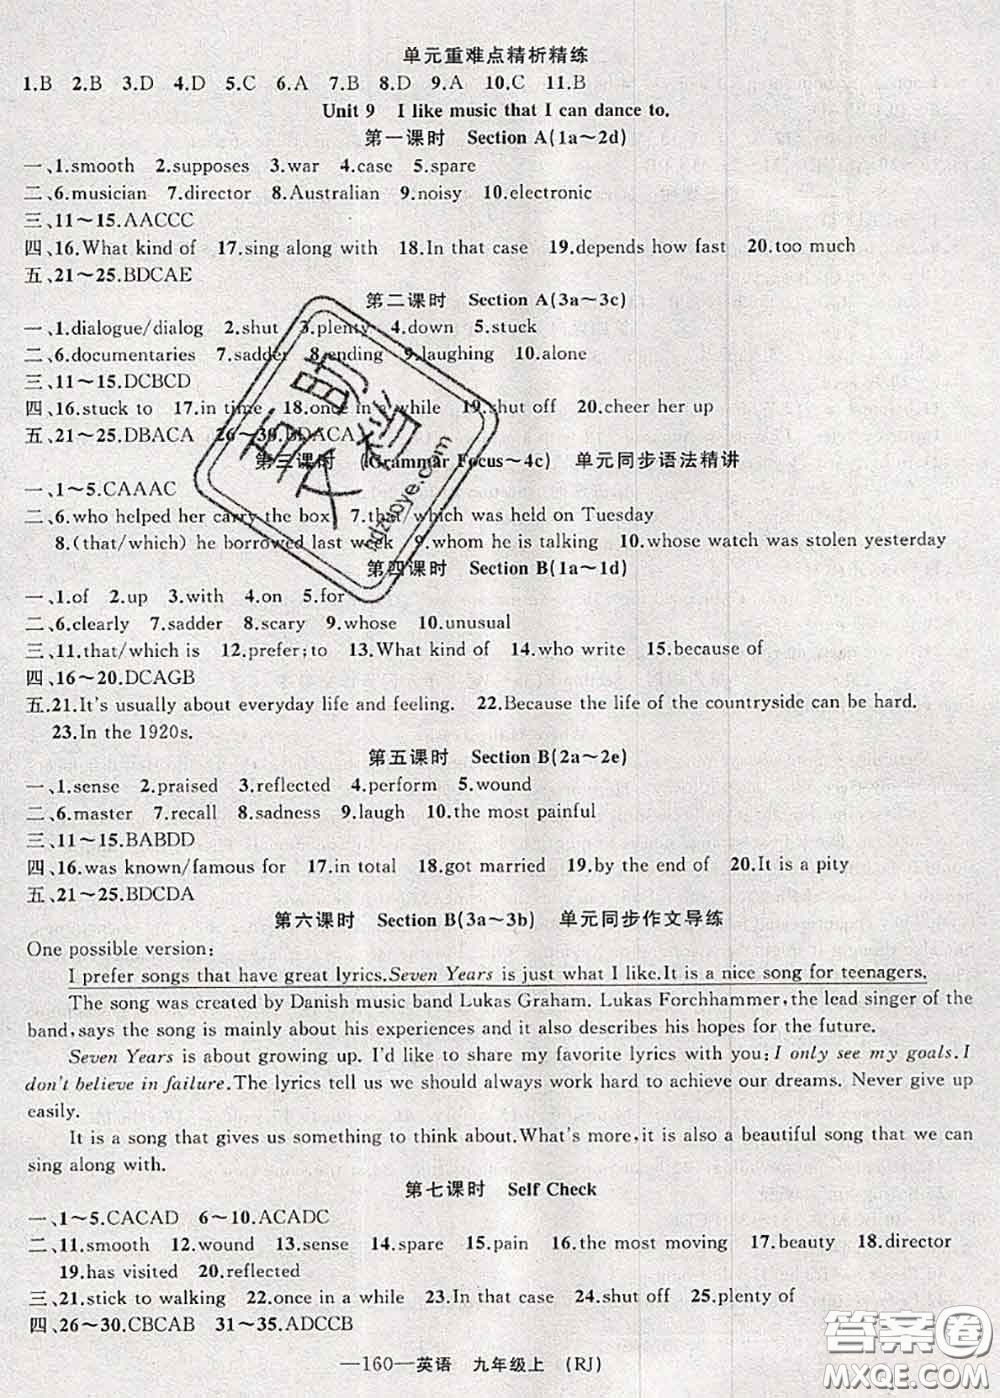 单元重难点精析精练
1.B 2.B 3.D 4.D 5.C 6.A 7.B 8.D 9.A 10.C 11.B
Unit 9 I like music that I can dance to.
第一课时 Section A(1a～2d)
一、1.smooth 2.supposes 3.war 4.case 5.spare
二、6.musician 7.director 8.Australian 9.noisy 10.electronic
三、11～15.AACCC
四、16.What kind of 17.sing along with 18.In that case 19.depends how fast 20.too much
五、21～25.BDCAE
第二课时 Section A(3a～3c)
一、1.dialogue/dialog 2.shut 3.plenty 4.down 5.stuck
二、6.documentaries 7.sadder 8.ending 9.laughing 10.alone
三、11～15.DCBCD
四、16.stuck to 17.in time 18.once in a while 19.shut off 20.cheer her up
五、21～25.DBACA 26～30.BDACA
第三课时 (Grammar Focus～4c) 单元同步语法精讲
一、1～5.CAAAC
二、6.who helped her carry the box 7.that/which was held on Tuesday
8.(that/which) he borrowed last week 9.whom he is talking 10.whose watch was stolen yesterday
第四课时 Section B(1a～1d)
一、1.of 2.up 3.with 4.on 5.for
二、6.clearly 7.sadder 8.scary 9.whose 10.unusual
三、11.that/which is 12.prefer;to 13.What kind of 14.who write 15.because of
四、16～20.DCAGB
五、21.It's usually about everyday life and feeling. 22.Because the life of the countryside can be hard.
23.In the 1920s.
第五课时 Section B(2a～2e)
一、1.sense 2.praised 3.reflected 4.perform 5.wound
二、6.master 7.recall 8.sadness 9.laugh 10.the most painful
三、11～15.BABDD
四、16.was known/famous for 17.in total 18.got married 19.by the end of 20.It is a pity
五、21～25.BDCDA
第六课时 Section B(3a～3b) 单元同步作文导练
One possible version:
I prefer songs that have great lyrics.Seven Years is just what I like.It is a nice song for teenagers.
The song was created by Danish music band Lukas Graham. Lukas Forchhammer,the lead singer of the
band,says the song is mainly about his experiences and it also describes his hopes for the future.
Seven Years is about growing up. I'd like to share my favorite lyrics with you:I only see my goals.I
don't believe in failure.The lyrics tell us we should always work hard to achieve our dreams. Never give up
easily.
It is a song that gives us something to think about.What's more,it is also a beautiful song that we can
sing along with.
第七课时 Self Check
一、1～5.CACAD 6～10.ACADC
二、11.smooth 12.wound 13.sense 14.spare 15.pain 16.the most moving 17.beauty 18.director
19.has visited 20.reflected
三、21.stick to walking 22.once in a while 23.In that case 24.shut off 25.plenty of
四、26～30.CBCAB 31～35.ADCCB
—160—英语 九年级上 (RJ)
答案圈
MXQE.COM